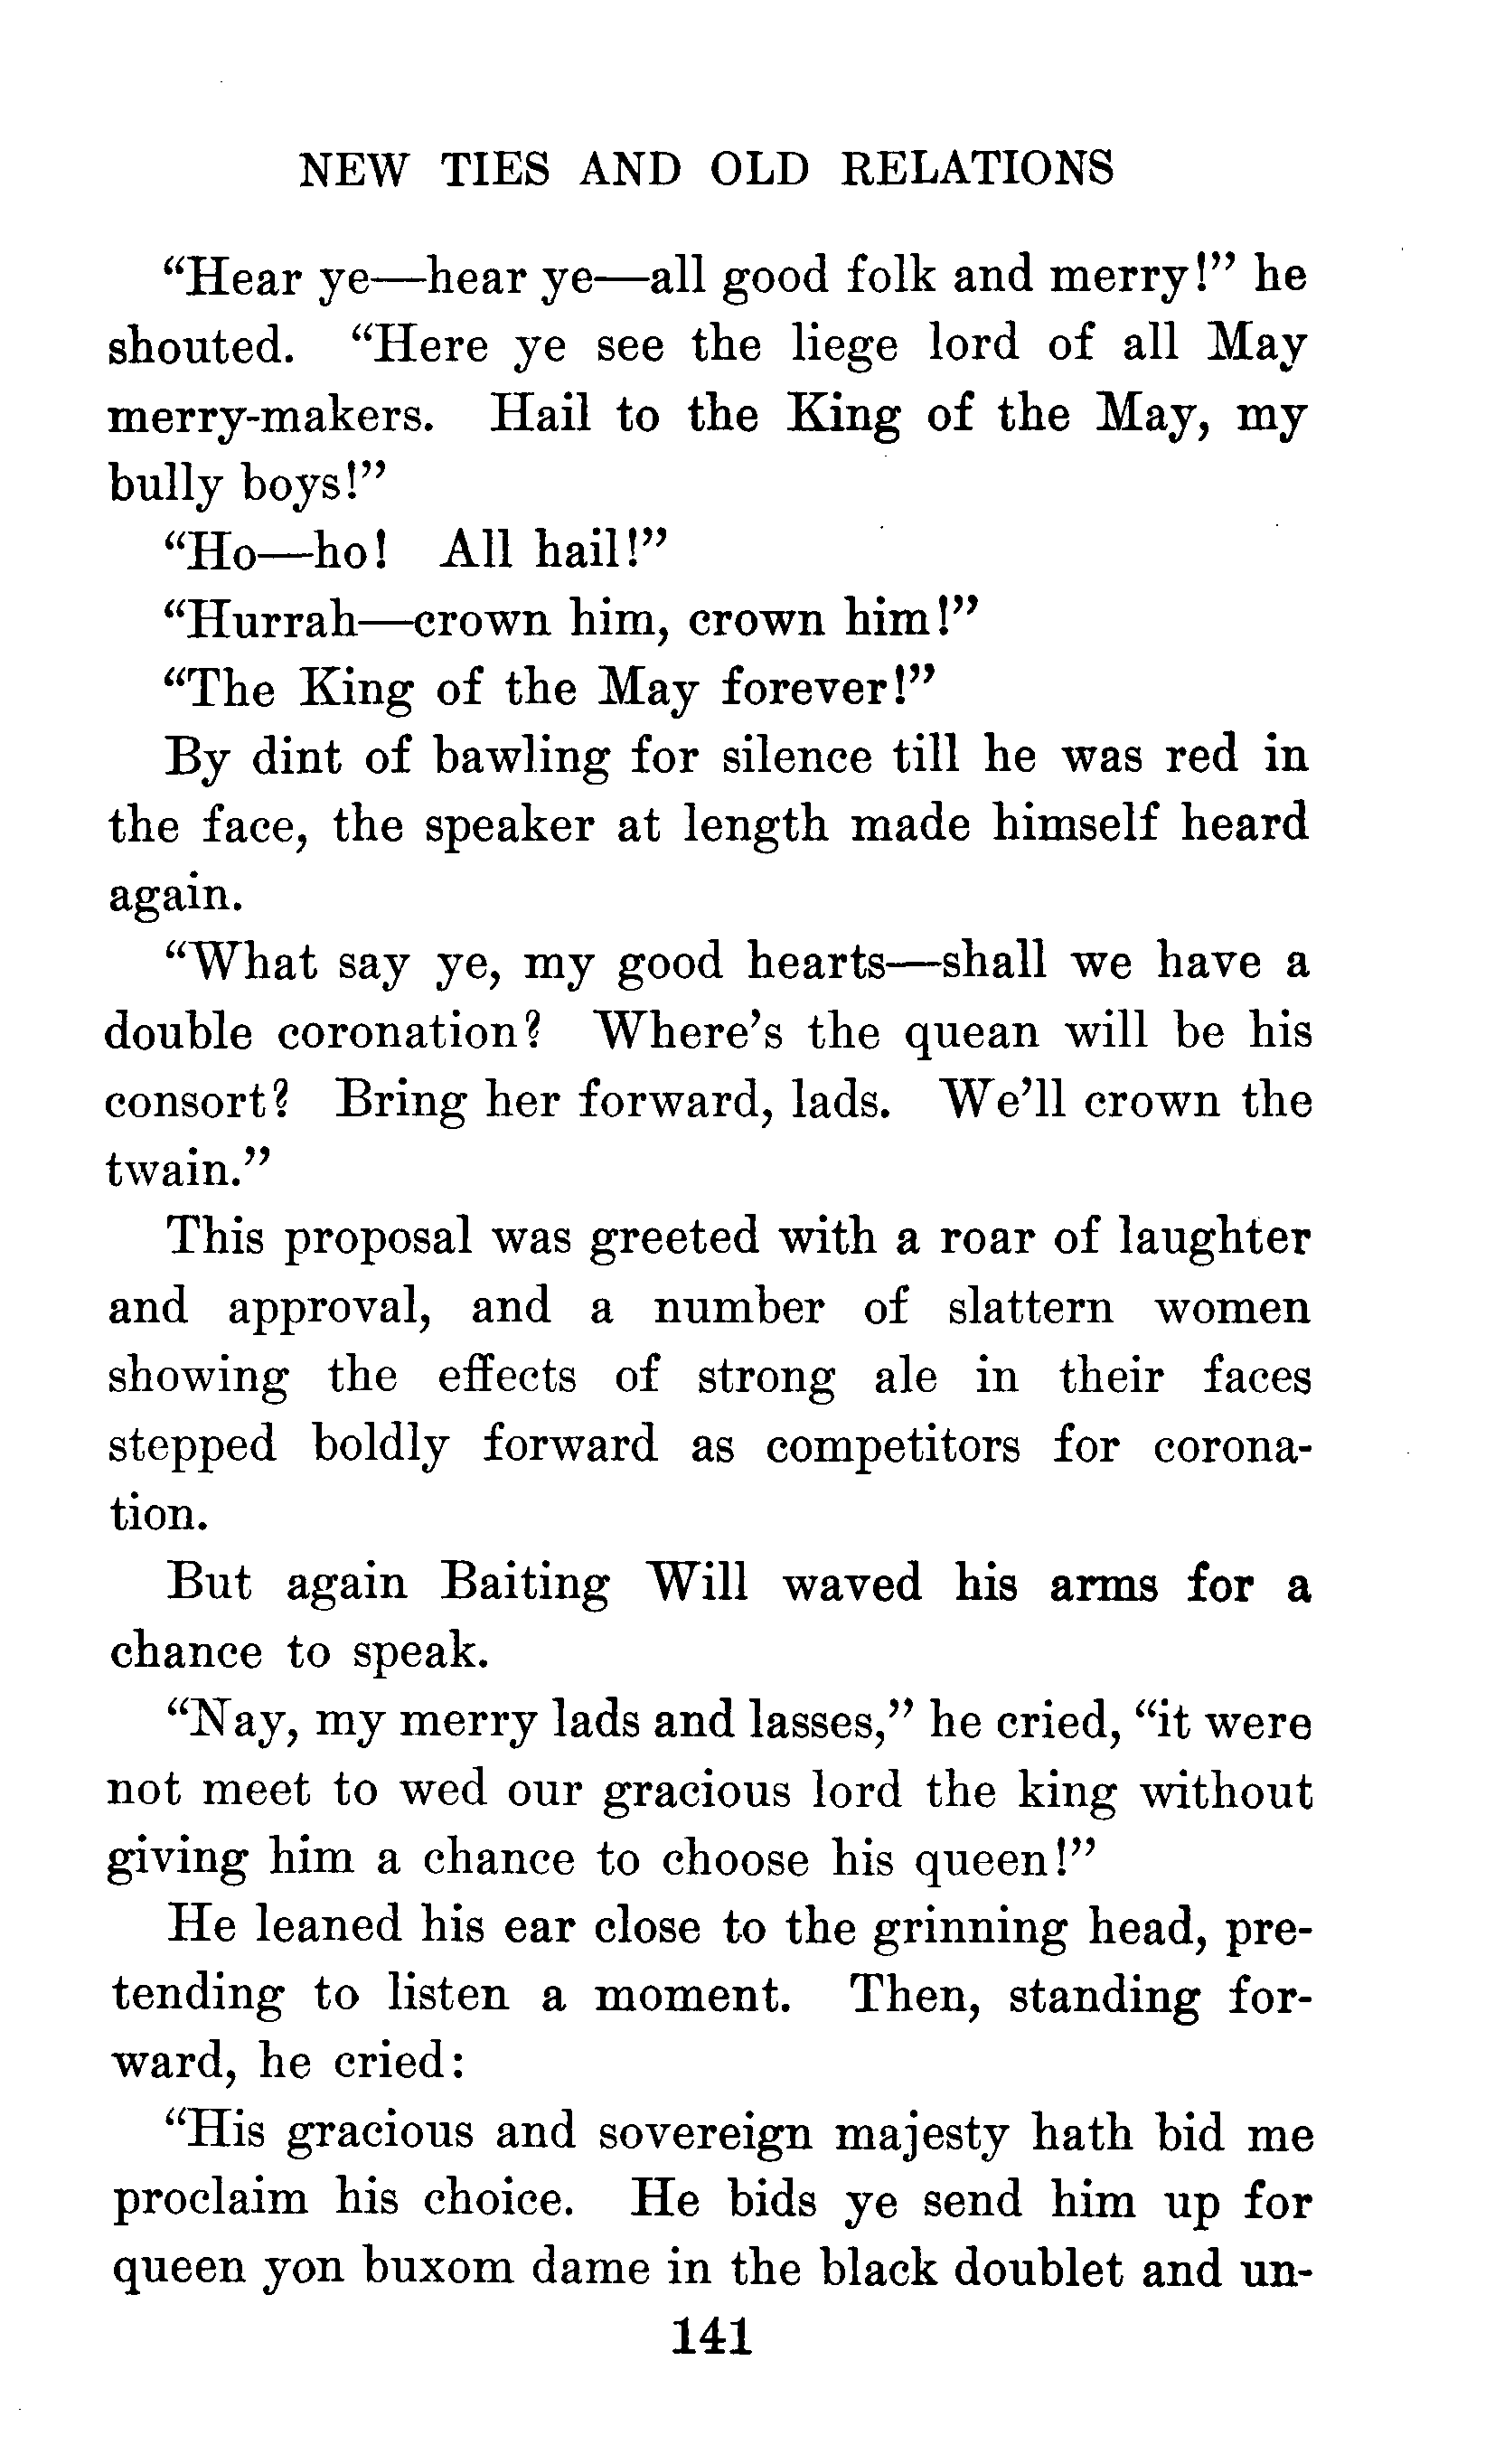 NEW TIES AND OLD RELATIONS
“Hear ye—hear ye—all good folk and merry!” he
shouted. “Here ye see the liege lord of all May
merry-makers. Hail to the King of the May, my
bully boys!”
“Ho—ho! All hail!”
“Hurrah—crown him, crown him!”
“The King of the May forever!”
By dint of bawling for silence till he was red in
the face, the speaker at length made himself heard
again.
“What say ye, my good hearts—shall we have a
double coronation? Where’s the quean will be his
consort? Bring her forward, lads. We’ll crown the
twain.”
This proposal was greeted with a roar of laughter
and approval, and a number of slattern women
showing the effects of strong ale in their faces
stepped boldly forward as competitors for corona-
tion.
But again Baiting Will waved his arms for a
chance to speak.
“Nay, my merry lads and lasses,” he cried, “it were
not meet to wed our gracious lord the king without
giving him a chance to choose his queen!”
He leaned his ear close to the grinning head, pre-
tending to listen a moment. Then, standing for-
ward, he cried:
“His gracious and sovereign majesty hath bid me
proclaim his choice. He bids ye send him up for
queen yon buxom dame in the black doublet and un-
141